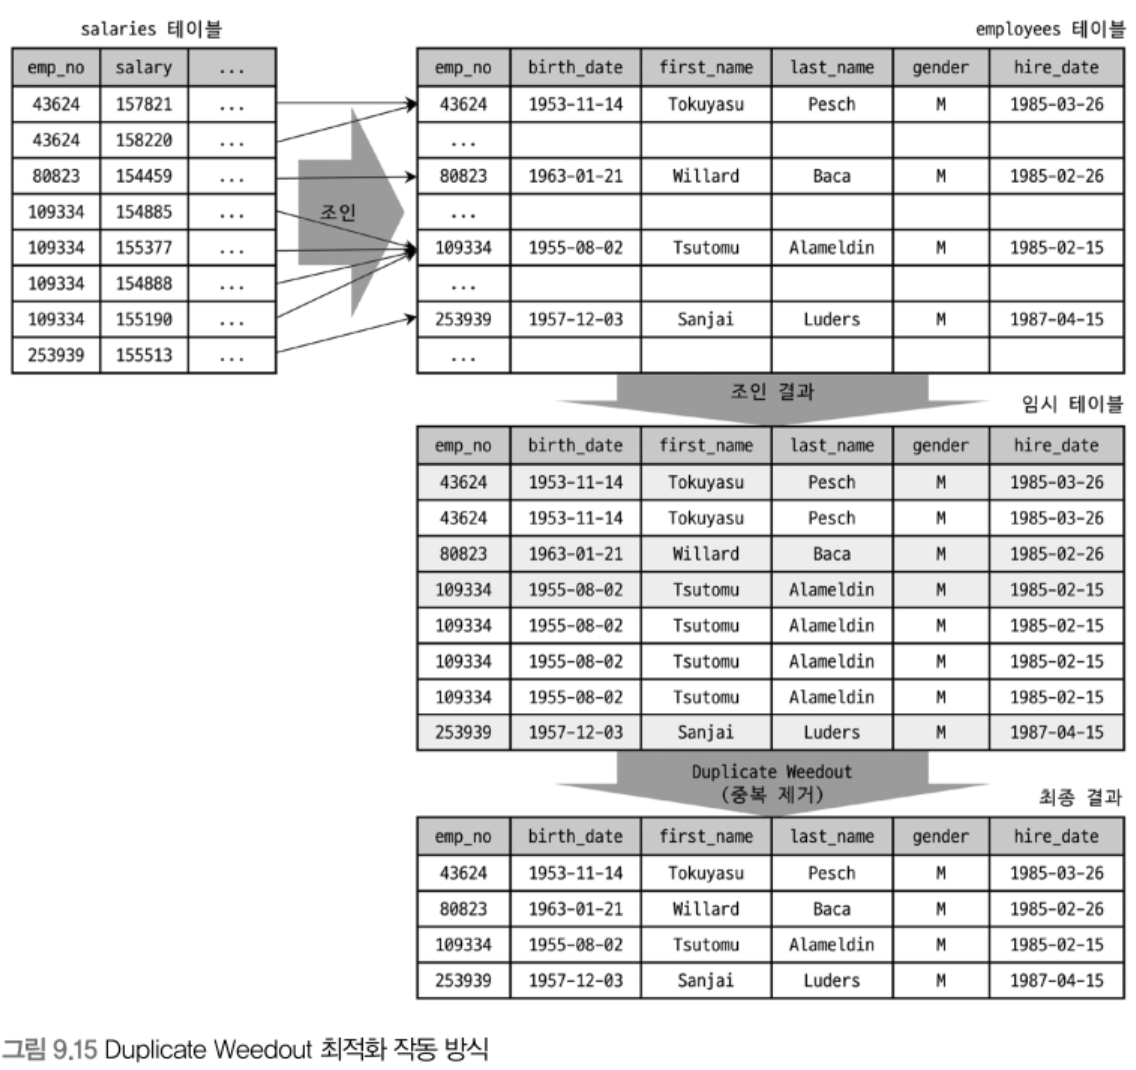 salaries 테이블
emp_no salary ...
43624 157821 ...
43624 158220 ...
80823 154459 ...
109334 154885 ...
109334 155377 ...
109334 154888 ...
109334 155190 ...
253939 155513 ...
조인
employees 테이블
emp_no birth_date first_name last_name gender hire_date
43624 1953-11-14 Tokuyasu Pesch M 1985-03-26
...
80823 1963-01-21 Willard Baca M 1985-02-26
...
109334 1955-08-02 Tsutomu Alameldin M 1985-02-15
...
253939 1957-12-03 Sanjai Luders M 1987-04-15
...
조인 결과
임시 테이블
emp_no birth_date first_name last_name gender hire_date
43624 1953-11-14 Tokuyasu Pesch M 1985-03-26
43624 1953-11-14 Tokuyasu Pesch M 1985-03-26
80823 1963-01-21 Willard Baca M 1985-02-26
109334 1955-08-02 Tsutomu Alameldin M 1985-02-15
109334 1955-08-02 Tsutomu Alameldin M 1985-02-15
109334 1955-08-02 Tsutomu Alameldin M 1985-02-15
109334 1955-08-02 Tsutomu Alameldin M 1985-02-15
253939 1957-12-03 Sanjai Luders M 1987-04-15
Duplicate Weedout
(중복 제거)
최종 결과
emp_no birth_date first_name last_name gender hire_date
43624 1953-11-14 Tokuyasu Pesch M 1985-03-26
80823 1963-01-21 Willard Baca M 1985-02-26
109334 1955-08-02 Tsutomu Alameldin M 1985-02-15
253939 1957-12-03 Sanjai Luders M 1987-04-15
그림 9.15 Duplicate Weedout 최적화 작동 방식